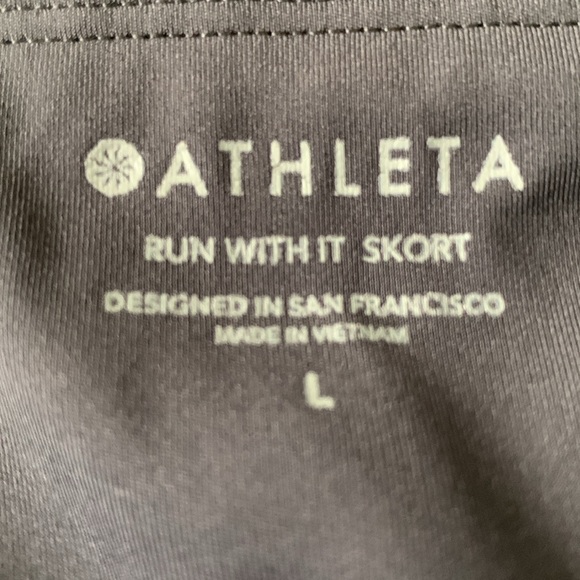 ATHLETA
RUN WITH IT SKORT
DESIGNED IN SAN FRANCISCO
MADE IN VIETNAM
L